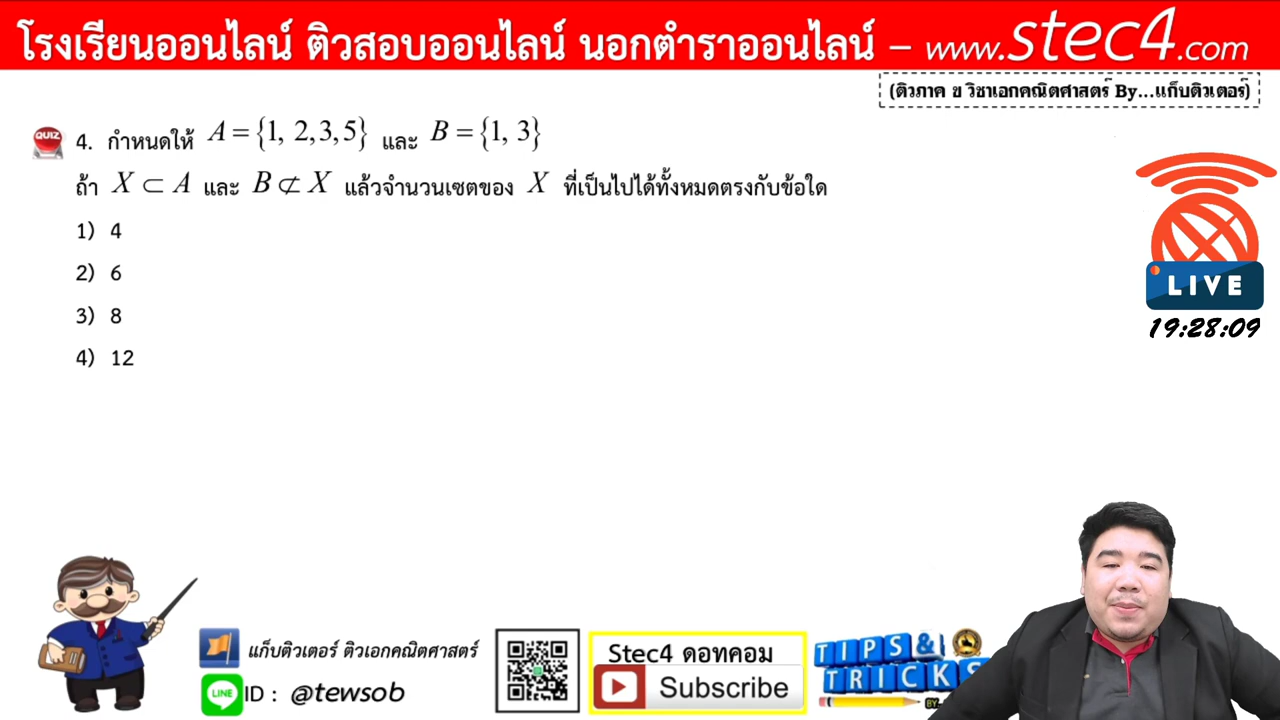 โรงเรียนออนไลน์ ติวสอบออนไลน์ นอกตำราออนไลน์ – www.stec4.com
(ติวภาค ข วิชาเอกคณิตศาสตร์ By...แก็บติวเตอร์)
QUIZ 4. กำหนดให้ A = {1, 2, 3, 5} และ B = {1, 3}
ถ้า X ⊂ A และ B ⊄ X แล้วจำนวนเซตของ X ที่เป็นไปได้ทั้งหมดตรงกับข้อใด
1) 4
2) 6
3) 8
4) 12
LIVE
19:28:09
แก็บติวเตอร์ ติวเอกคณิตศาสตร์
LINE ID : @tewsob
Stec4 ดอทคอม
Subscribe
TIPS &
TRICKS
BY